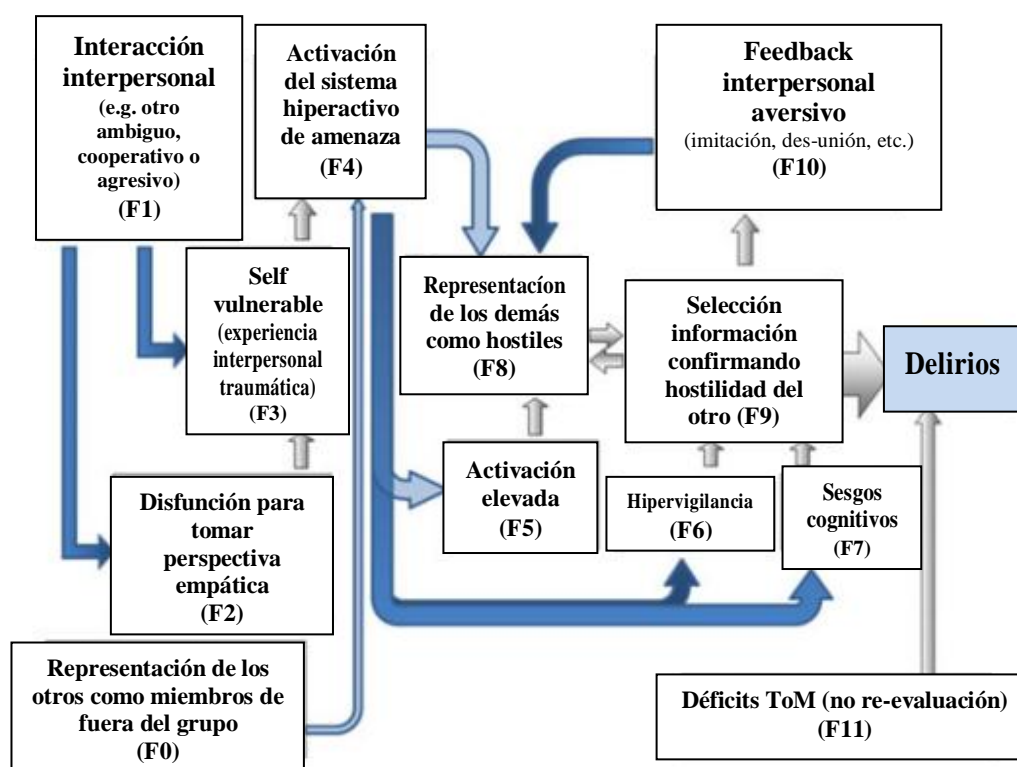 Interacción
interpersonal
(e.g. otro
ambiguo,
cooperativo o
agresivo)
(F1)
Activación
del sistema
hiperactivo
de amenaza
(F4)
Feedback
interpersonal
aversivo
(imitación, des-unión, etc.)
(F10)
Self
vulnerable
(experiencia
interpersonal
traumática)
(F3)
Representacíon
de los demás
como hostiles
(F8)
Selección
información
confirmando
hostilidad del
otro (F9)
Delirios
Disfunción para
tomar
perspectiva
empática
(F2)
Activación
elevada
(F5)
Hipervigilancia
(F6)
Sesgos
cognitivos
(F7)
Representación de los
otros como miembros de
fuera del grupo
(F0)
Déficits ToM (no re-evaluación)
(F11)